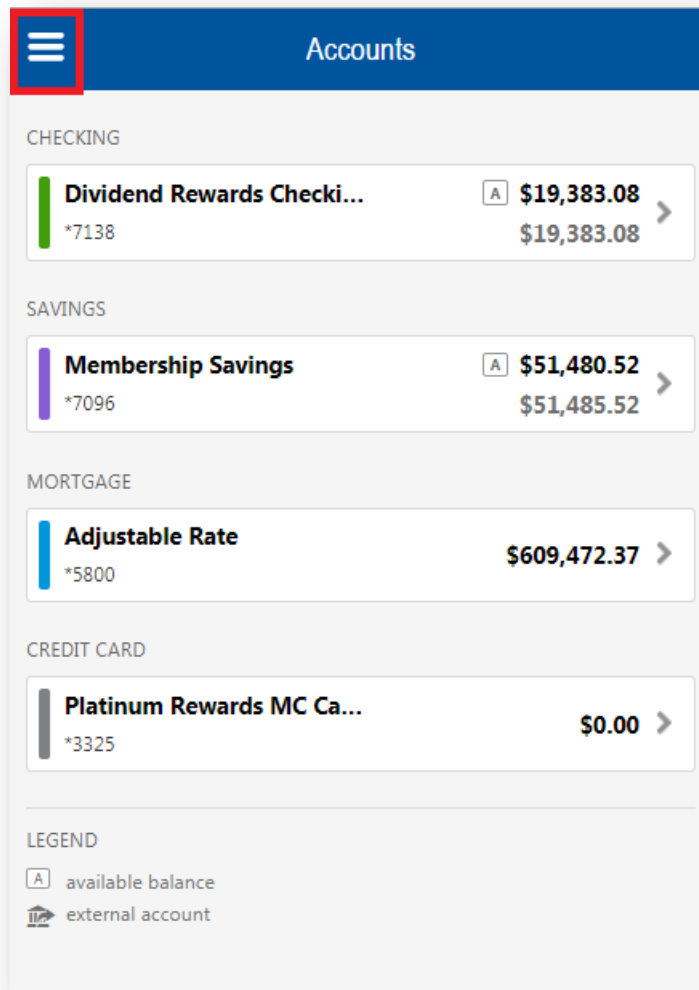 Accounts
CHECKING
Dividend Rewards Checki... A $19,383.08
*7138 $19,383.08
SAVINGS
Membership Savings A $51,480.52
*7096 $51,485.52
MORTGAGE
Adjustable Rate $609,472.37
*5800
CREDIT CARD
Platinum Rewards MC Ca... $0.00
*3325
LEGEND
A available balance
external account